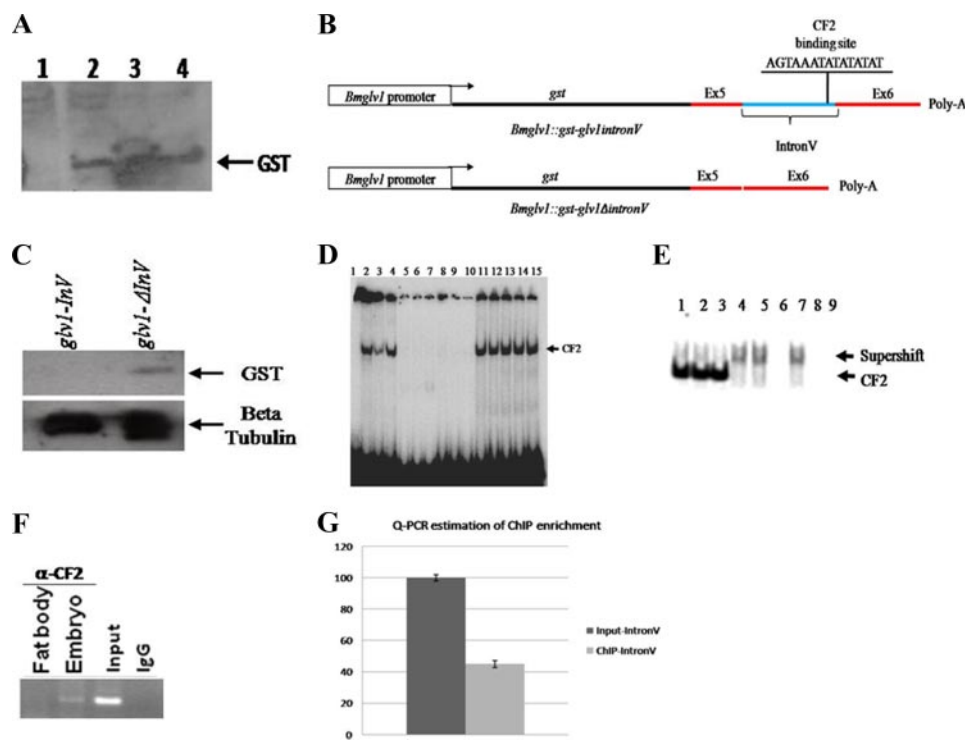 A
1 2 3 4
GST
B
CF2
binding site
AGTAAATATATATAT
Bmglv1 promoter gst Ex5 Ex6 Poly-A
Bmglv1::gst-glv1intronV
IntronV
Bmglv1 promoter gst Ex5 Ex6 Poly-A
Bmglv1::gst-glv1ΔintronV
C
glv1-InV
glv1-ΔInV
GST
Beta
Tubulin
D
1 2 3 4 5 6 7 8 9 10 11 12 13 14 15
CF2
E
1 2 3 4 5 6 7 8 9
Supershift
CF2
F
α-CF2
Fat body
Embryo
Input
IgG
G
Q-PCR estimation of ChIP enrichment
120
100
80
60
40
20
0
Input-IntronV
ChIP-IntronV